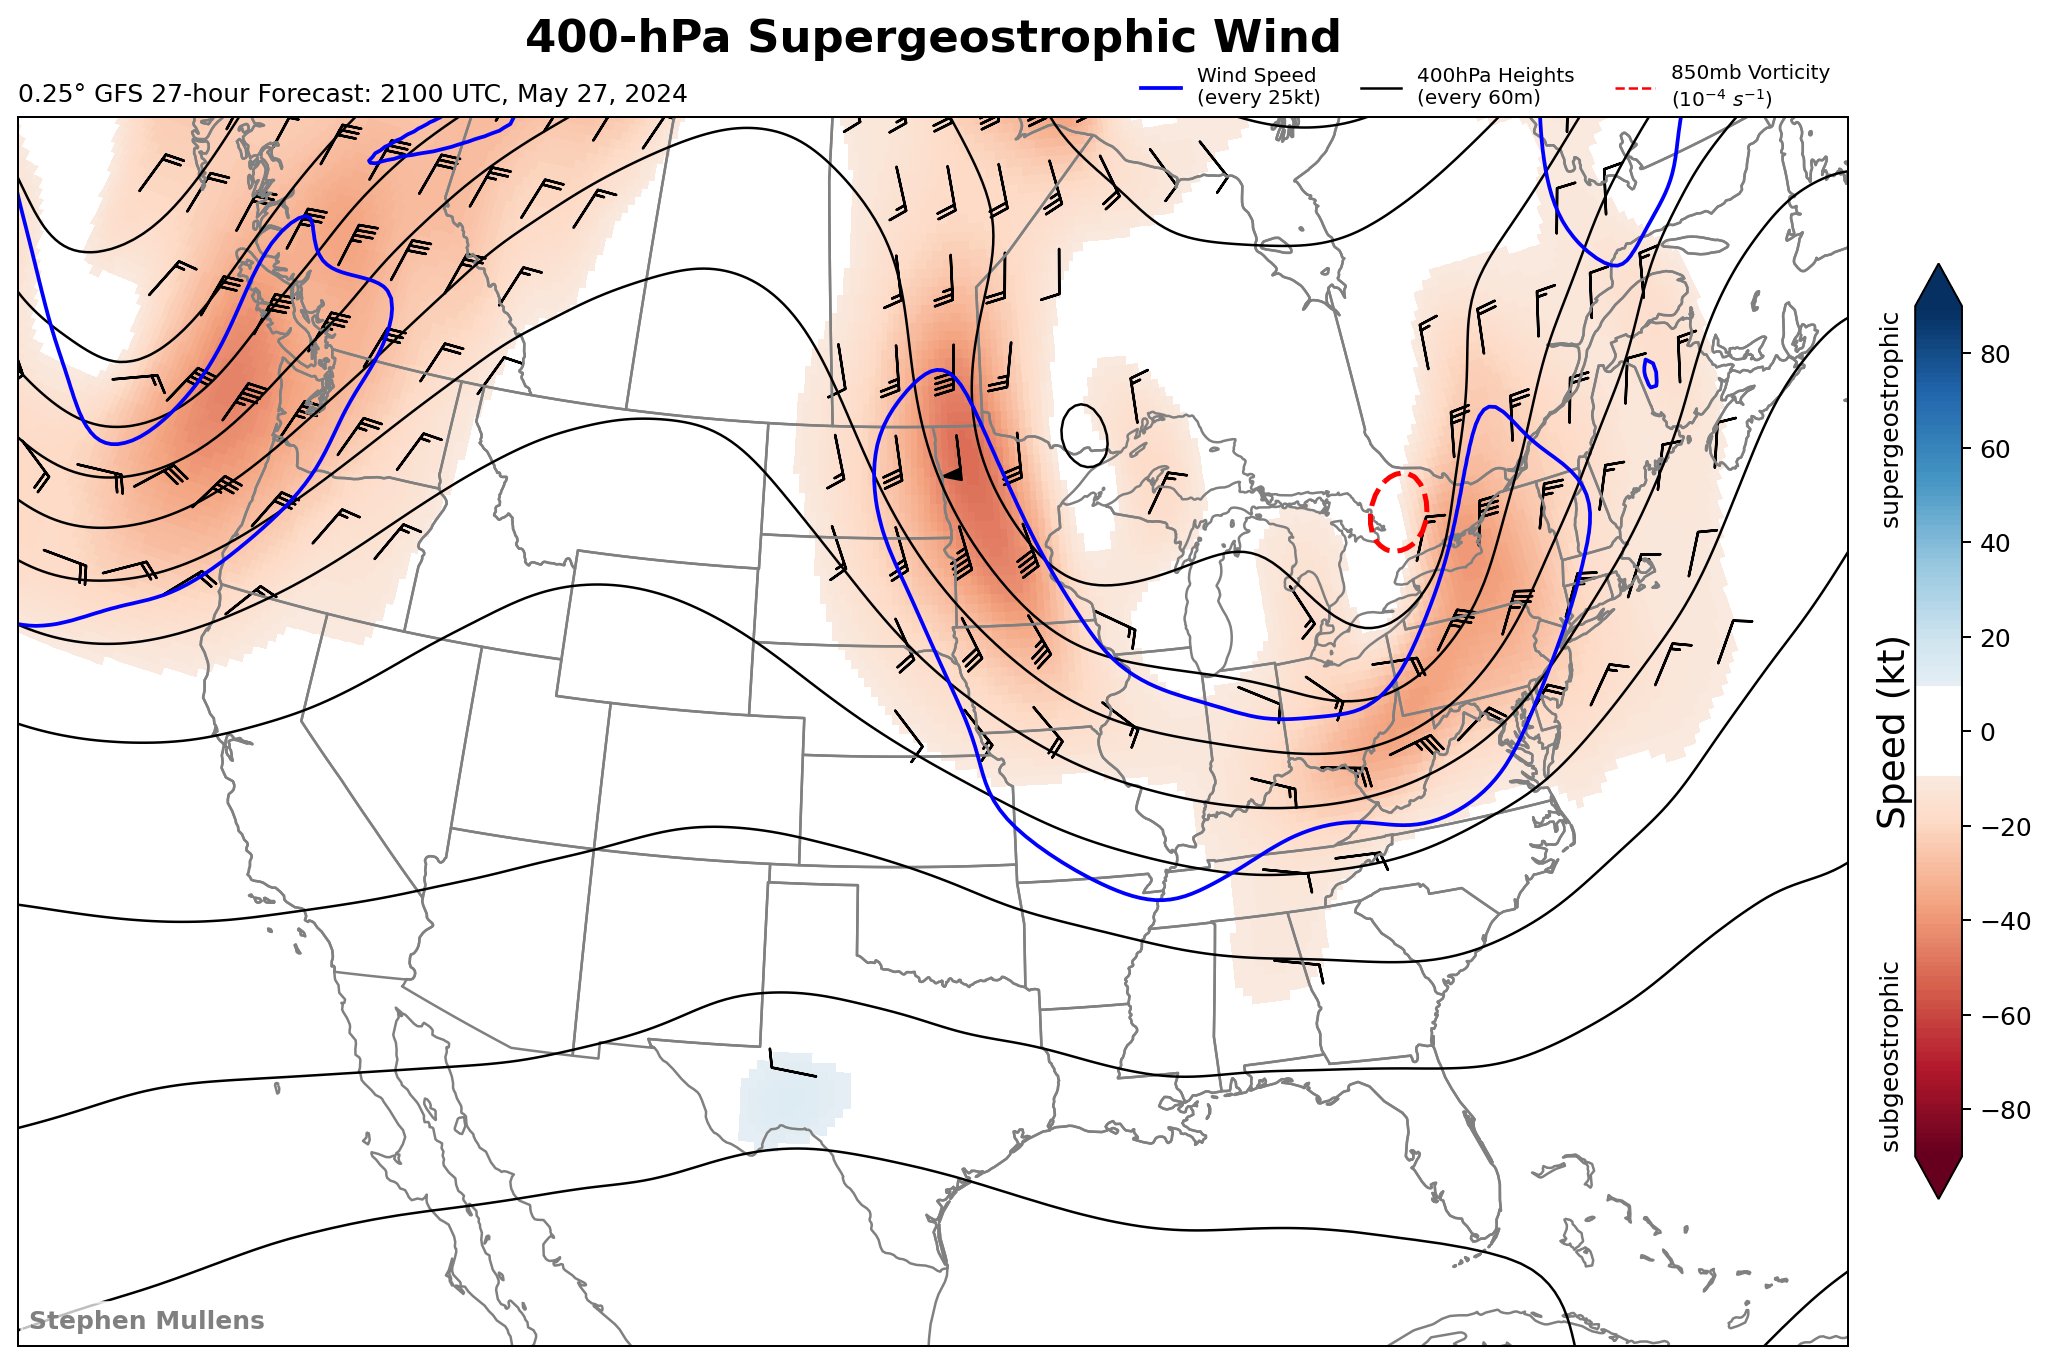 400-hPa Supergeostrophic Wind
0.25° GFS 27-hour Forecast: 2100 UTC, May 27, 2024
Wind Speed
(every 25kt)
400hPa Heights
(every 60m)
850mb Vorticity
(10⁻⁴ s⁻¹)
supergeostrophic
Speed (kt)
subgeostrophic
80
60
40
20
0
−20
−40
−60
−80
Stephen Mullens